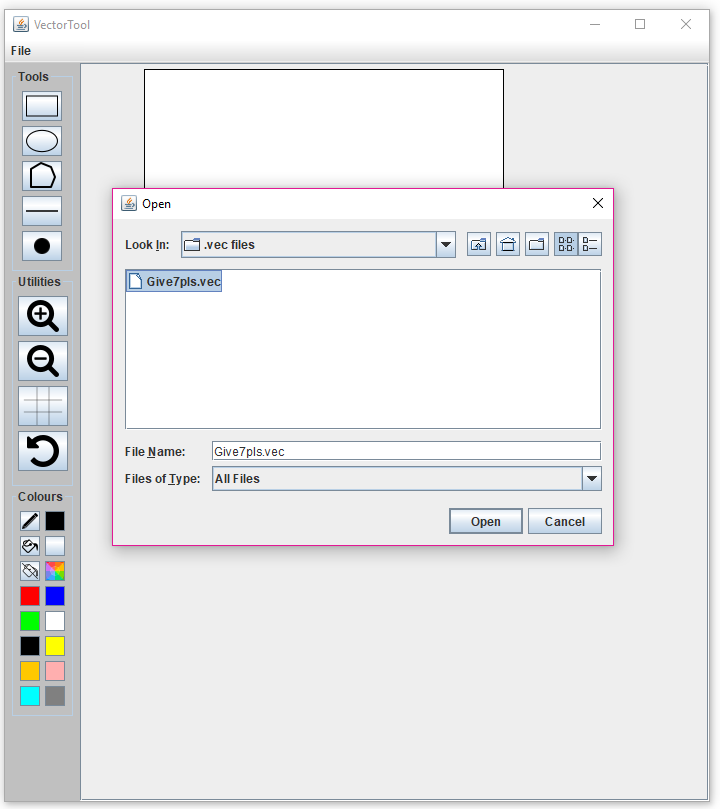 VectorTool
File
Tools
Open
Look In: .vec files
Give7pls.vec
Utilities
File Name: Give7pls.vec
Files of Type: All Files
Colours
Open Cancel